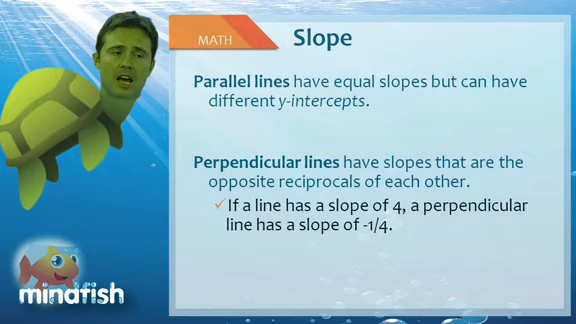 MATH
Slope
Parallel lines have equal slopes but can have
different y-intercepts.
Perpendicular lines have slopes that are the
opposite reciprocals of each other.
If a line has a slope of 4, a perpendicular
line has a slope of -1/4.
mindfish